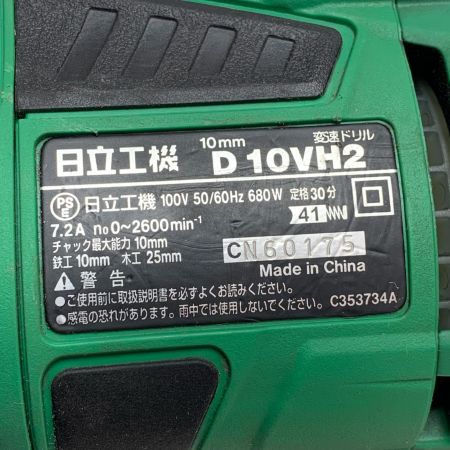 10mm 変速ドリル
日立工機 D 10VH2
PS E 日立工機 100V 50/60Hz 680W 定格30分
7.2A n₀0~2600min⁻¹ 41
チャック最大能力 10mm
鉄工 10mm 木工 25mm
CN60175
Made in China
警告
●ご使用前に取扱説明書を必ずよくお読みください。
●感電の恐れがあります。雨中では使用しないでください。
C353734A